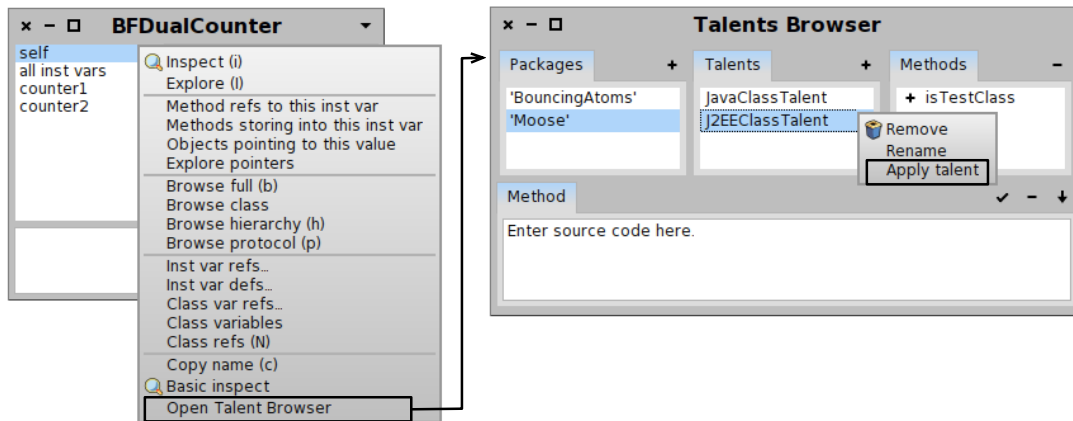 BFDualCounter
self
all inst vars
counter1
counter2
Inspect (i)
Explore (I)
Method refs to this inst var
Methods storing into this inst var
Objects pointing to this value
Explore pointers
Browse full (b)
Browse class
Browse hierarchy (h)
Browse protocol (p)
Inst var refs...
Inst var defs...
Class var refs...
Class variables
Class refs (N)
Copy name (c)
Basic inspect
Open Talent Browser
Talents Browser
Packages +
Talents +
Methods −
'BouncingAtoms'
'Moose'
JavaClassTalent
J2EEClassTalent
+ isTestClass
Remove
Rename
Apply talent
Method
Enter source code here.